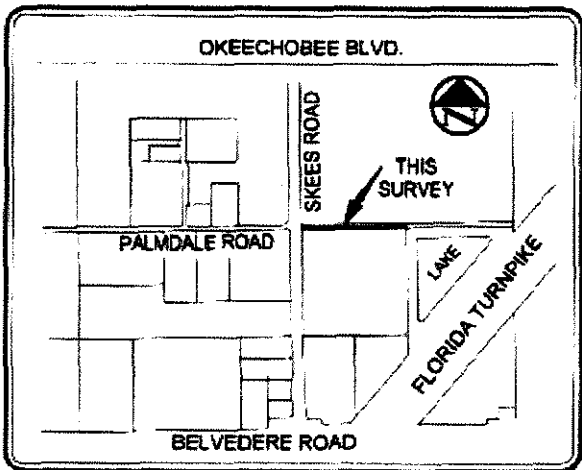 OKEECHOBEE BLVD.
SKEES ROAD
N
THIS
SURVEY
PALMDALE ROAD
LAKE
FLORIDA TURNPIKE
BELVEDERE ROAD